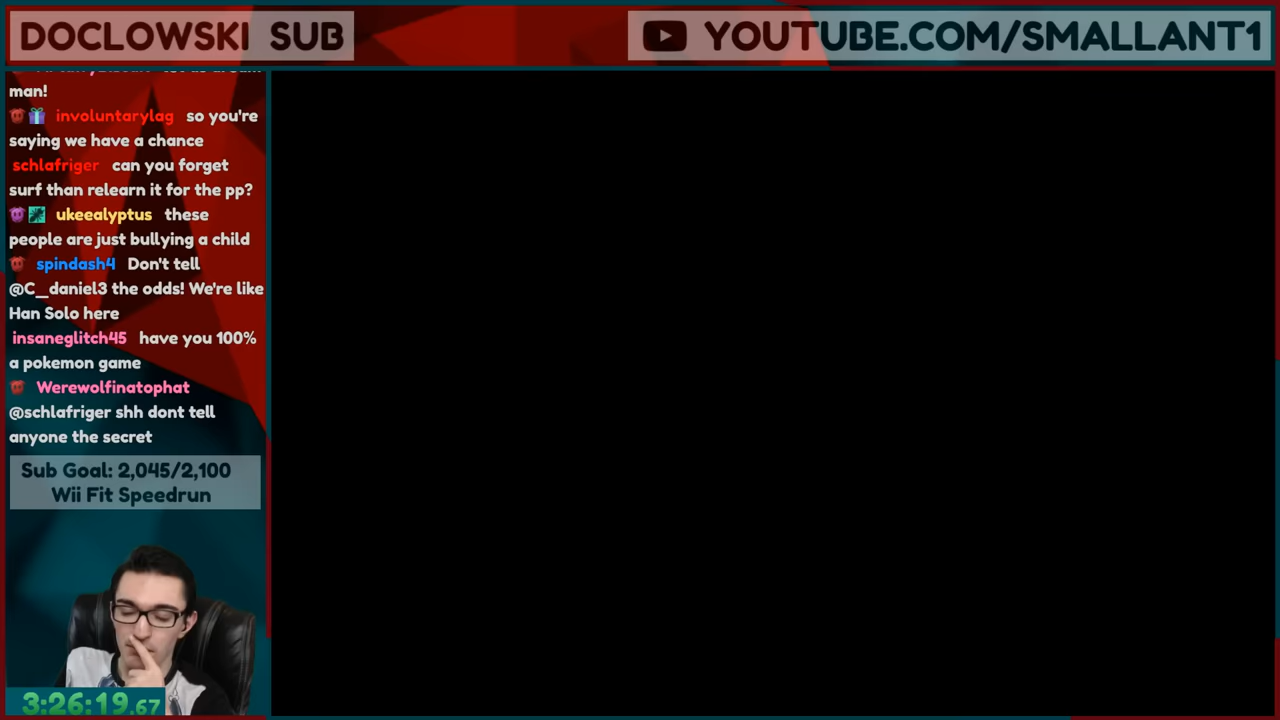 DOCLOWSKI SUB
YOUTUBE.COM/SMALLANT1
man!
involuntarylag so you're
saying we have a chance
schlafriger can you forget
surf than relearn it for the pp?
ukeealyptus these
people are just bullying a child
spindash4 Don't tell
@C_daniel3 the odds! We're like
Han Solo here
insaneglitch45 have you 100%
a pokemon game
Werewolfinatophat
@schlafriger shh dont tell
anyone the secret
Sub Goal: 2,045/2,100
Wii Fit Speedrun
3:26:19.67